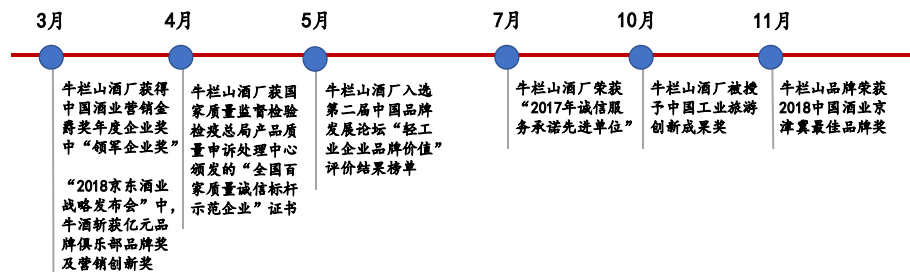 3月
牛栏山酒厂获得
中国酒业营销金
爵奖年度企业奖
中“领军企业奖”
“2018京东酒业
战略发布会”中，
牛酒斩获亿元品
牌俱乐部品牌奖
及营销创新奖
4月
牛栏山酒厂获国
家质量监督检验
检疫总局产品质
量申诉处理中心
颁发的“全国百
家质量诚信标杆
示范企业”证书
5月
牛栏山酒厂入选
第二届中国品牌
发展论坛“轻工
业企业品牌价值”
评价结果榜单
7月
牛栏山酒厂荣获
“2017年诚信服
务承诺先进单位”
10月
牛栏山酒厂被授
予中国工业旅游
创新成果奖
11月
牛栏山品牌荣获
2018中国酒业京
津冀最佳品牌奖